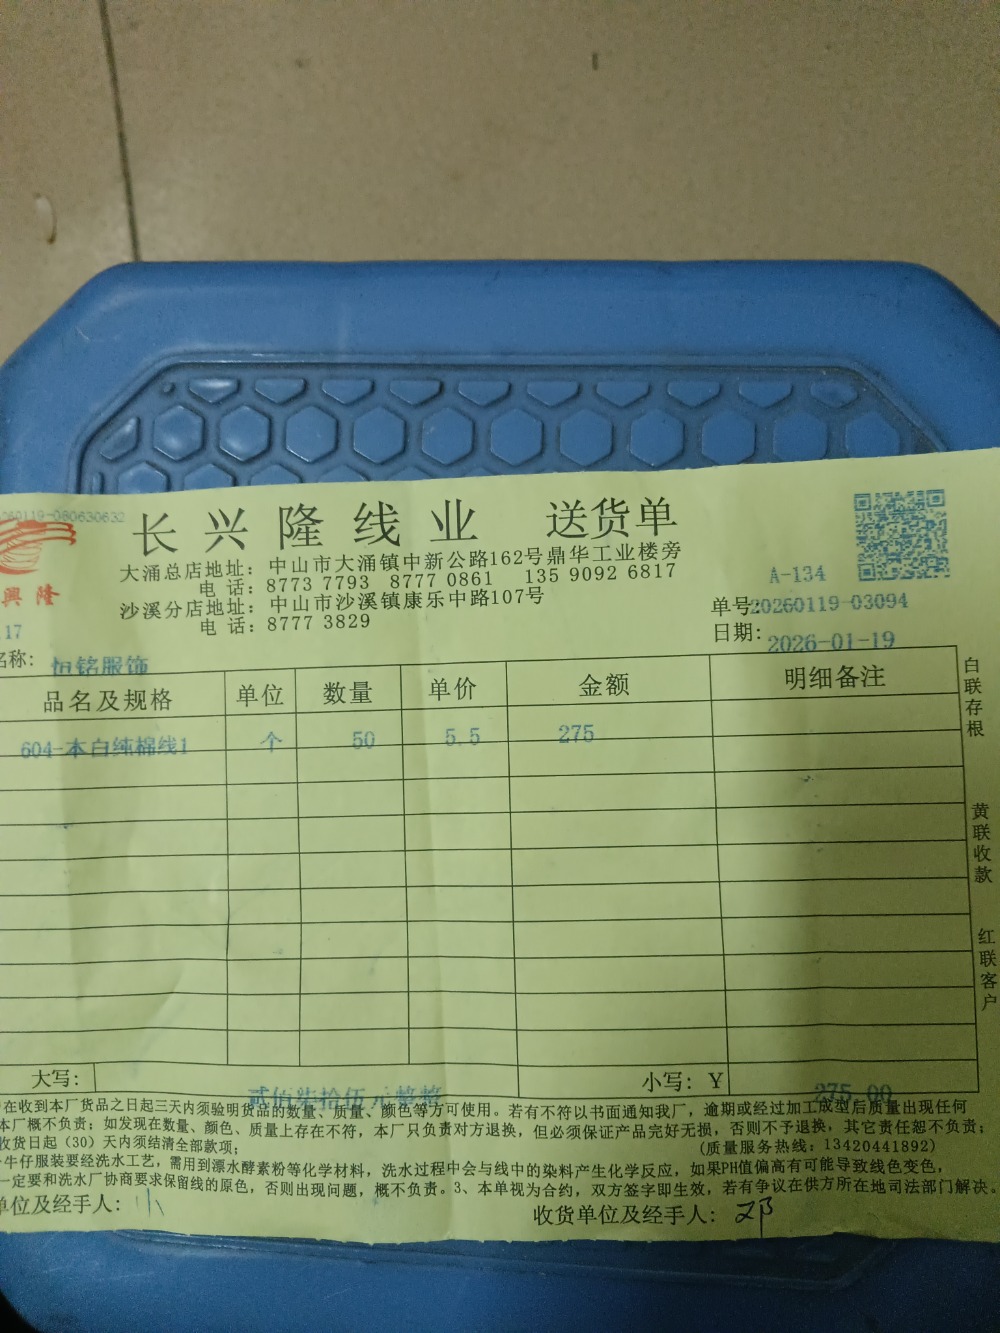 长兴隆线业 送货单
興隆
大涌总店地址：中山市大涌镇中新公路162号鼎华工业楼旁
电 话：8773 7793 8777 0861 135 9092 6817
沙溪分店地址：中山市沙溪镇康乐中路107号
电 话：8777 3829
A-134
单号:20260119-03094
日期：2026-01-19
17
名称：恒铭服饰
品名及规格 单位 数量 单价 金额 明细备注
604-本白纯棉线1 个 50 5.5 275
白联存根
黄联收款
红联客户
大写： 贰佰柒拾伍元整 小写：Y 275.00
在收到本厂货品之日起三天内须验明货品的数量、质量、颜色等方可使用。若有不符以书面通知我厂，逾期或经过加工成型后质量出现任何
本厂概不负责；如发现在数量、颜色、质量上存在不符，本厂只负责对方退换，但必须保证产品完好无损，否则不予退换，其它责任恕不负责；
收货日起（30）天内须结清全部款项； （质量服务热线：13420441892）
牛仔服装要经洗水工艺，需用到漂水酵素粉等化学材料，洗水过程中会与线中的染料产生化学反应，如果PH值偏高有可能导致线色变色，
一定要和洗水厂协商要求保留线的原色，否则出现问题，概不负责。3、本单视为合约，双方签字即生效，若有争议在供方所在地司法部门解决。
单位及经手人： 收货单位及经手人：邓